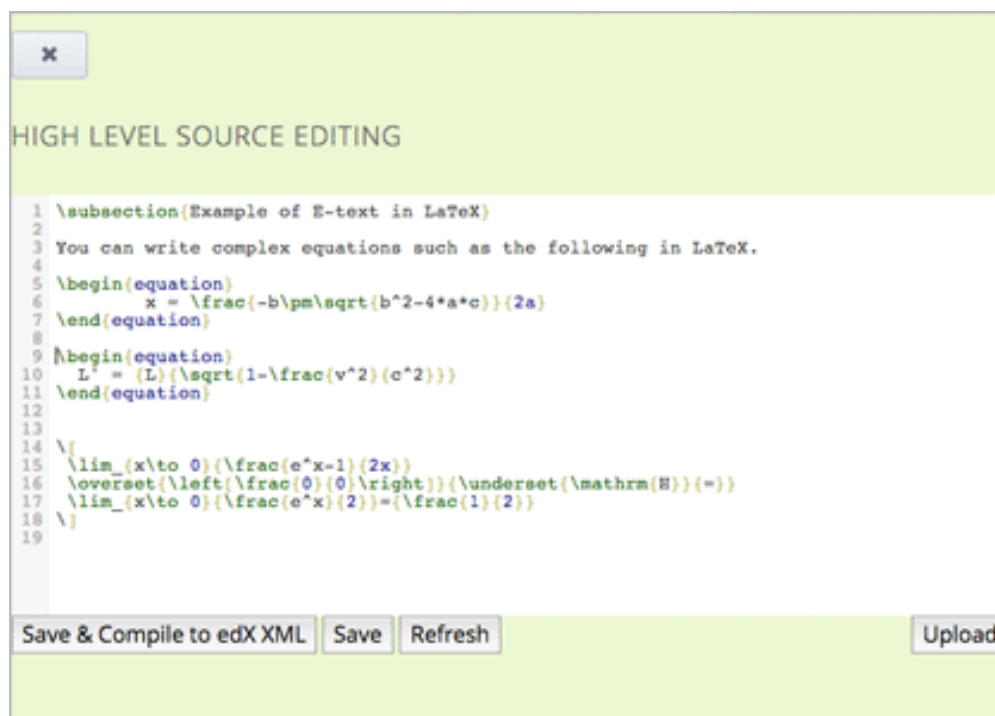 ✖
HIGH LEVEL SOURCE EDITING
1 \subsection{Example of E-text in LaTeX}
2
3 You can write complex equations such as the following in LaTeX.
4
5 \begin{equation}
6 x = \frac{-b\pm\sqrt{b^2-4*a*c}}{2a}
7 \end{equation}
8
9 \begin{equation}
10 L' = {L}{\sqrt{1-\frac{v^2}{c^2}}}
11 \end{equation}
12
13
14 \[
15 \lim_{x\to 0}{\frac{e^x-1}{2x}}
16 \overset{\left[\frac{0}{0}\right]}{\underset{\mathrm{H}}{=}}
17 \lim_{x\to 0}{\frac{e^x}{2}}={\frac{1}{2}}
18 \]
19
Save & Compile to edX XML Save Refresh Upload